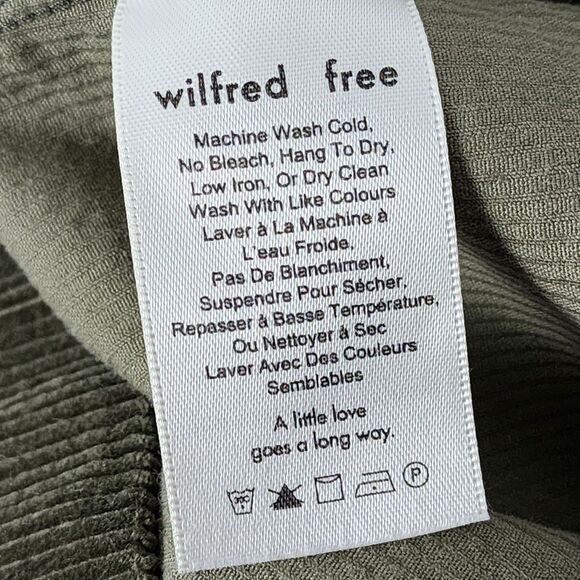 wilfred free
Machine Wash Cold,
No Bleach, Hang To Dry,
Low Iron, Or Dry Clean
Wash With Like Colours
Laver à La Machine à
L'eau Froide,
Pas De Blanchiment,
Suspendre Pour Sécher,
Repasser à Basse Température,
Ou Nettoyer à Sec
Laver Avec Des Couleurs
Semblables
A little love
goes a long way.
30C
P